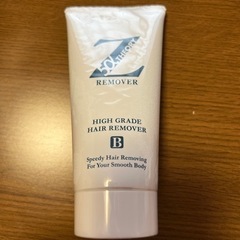 Z
REMOVER
HIGH GRADE
HAIR REMOVER
B
Speedy Hair Removing
For Your Smooth Body